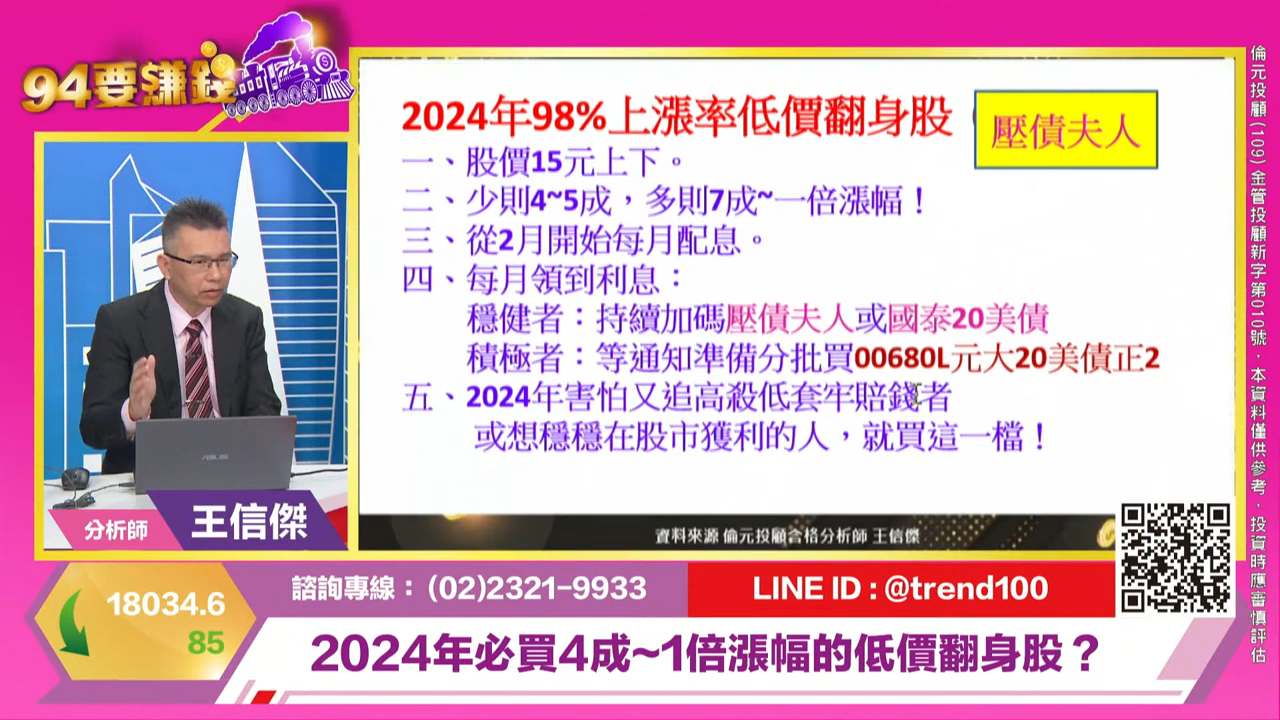 94要賺錢
2024年98%上漲率低價翻身股
壓債夫人
一、股價15元上下。
二、少則4~5成，多則7成~一倍漲幅！
三、從2月開始每月配息。
四、每月領到利息：
穩健者：持續加碼壓債夫人或國泰20美債
積極者：等通知準備分批買00680L元大20美債正2
五、2024年害怕又追高殺低套牢賠錢者
或想穩穩在股市獲利的人，就買這一檔！
資料來源 倫元投顧合格分析師 王信傑
ASUS
分析師 王信傑
倫元投顧(109)金管投顧新字第010號．本資料僅供參考．投資時應審慎評估
諮詢專線：(02)2321-9933
LINE ID : @trend100
18034.6
85
2024年必買4成~1倍漲幅的低價翻身股？